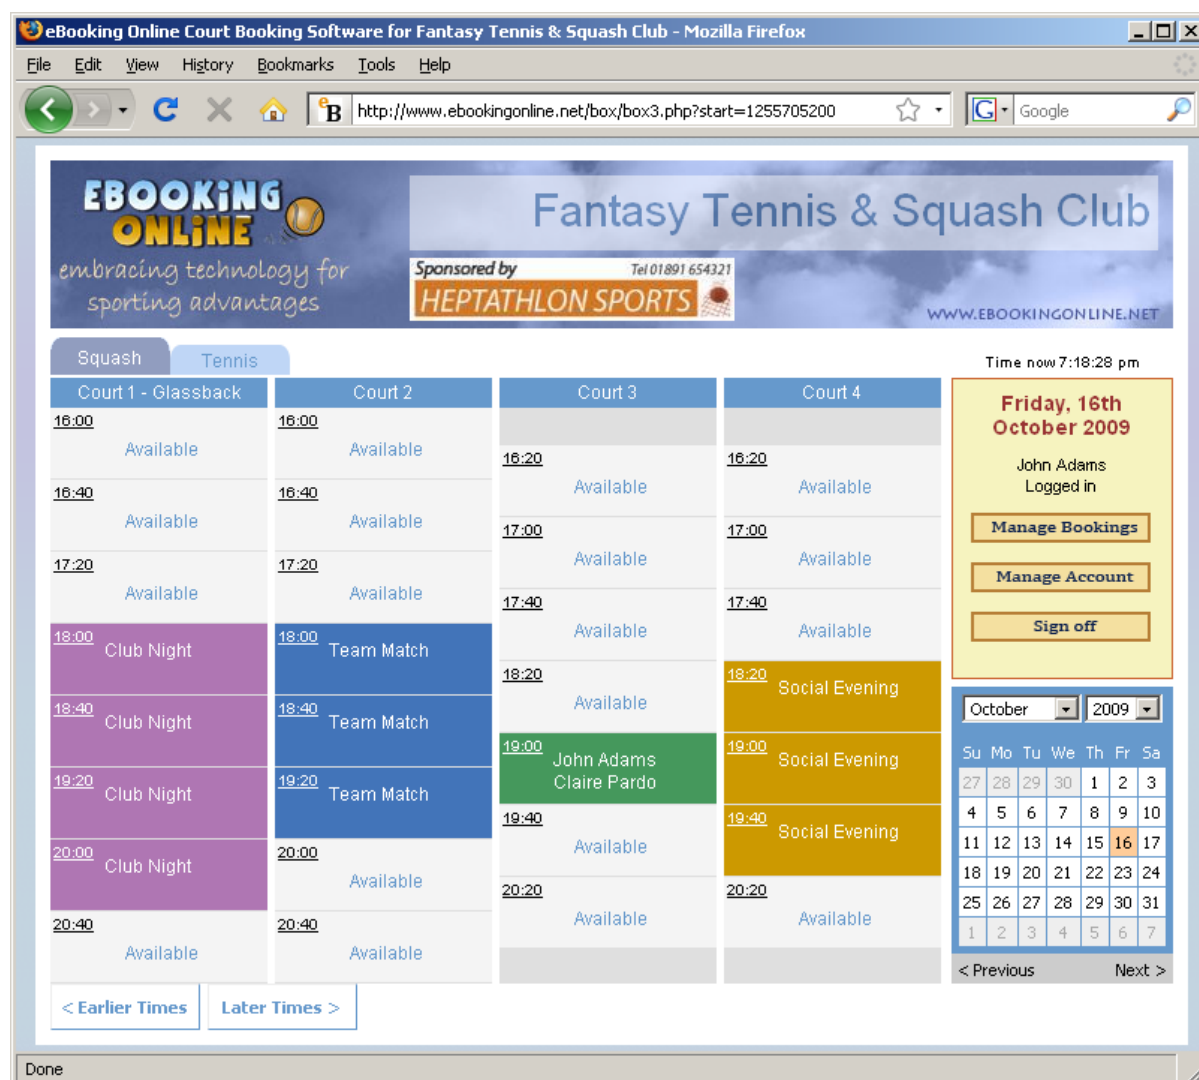 eBooking Online Court Booking Software for Fantasy Tennis & Squash Club - Mozilla Firefox
File Edit View History Bookmarks Tools Help
eB http://www.ebookingonline.net/box/box3.php?start=1255705200 G Google
EBOOKiNG
ONLiNE
embracing technology for
sporting advantages
Fantasy Tennis & Squash Club
Sponsored by Tel 01891 654321
HEPTATHLON SPORTS
WWW.EBOOKINGONLINE.NET
Squash Tennis
Time now 7:18:28 pm
Court 1 - Glassback
16:00
Available
16:40
Available
17:20
Available
18:00
Club Night
18:40
Club Night
19:20
Club Night
20:00
Club Night
20:40
Available
Court 2
16:00
Available
16:40
Available
17:20
Available
18:00
Team Match
18:40
Team Match
19:20
Team Match
20:00
Available
20:40
Available
Court 3
16:20
Available
17:00
Available
17:40
Available
18:20
Available
19:00
John Adams
Claire Pardo
19:40
Available
20:20
Available
Court 4
16:20
Available
17:00
Available
17:40
Available
18:20
Social Evening
19:00
Social Evening
19:40
Social Evening
20:20
Available
Friday, 16th
October 2009
John Adams
Logged in
Manage Bookings
Manage Account
Sign off
October 2009
Su Mo Tu We Th Fr Sa
27 28 29 30 1 2 3
4 5 6 7 8 9 10
11 12 13 14 15 16 17
18 19 20 21 22 23 24
25 26 27 28 29 30 31
1 2 3 4 5 6 7
< Previous Next >
< Earlier Times Later Times >
Done